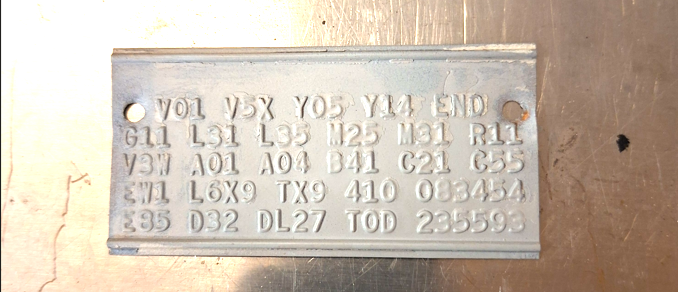 V01 V5X Y05 Y14 END
G11 L31 L35 M25 M31 R11
V3W A01 A04 B41 C21 C55
EW1 L6X9 TX9 410 083454
E85 D32 DL27 TOD 235593